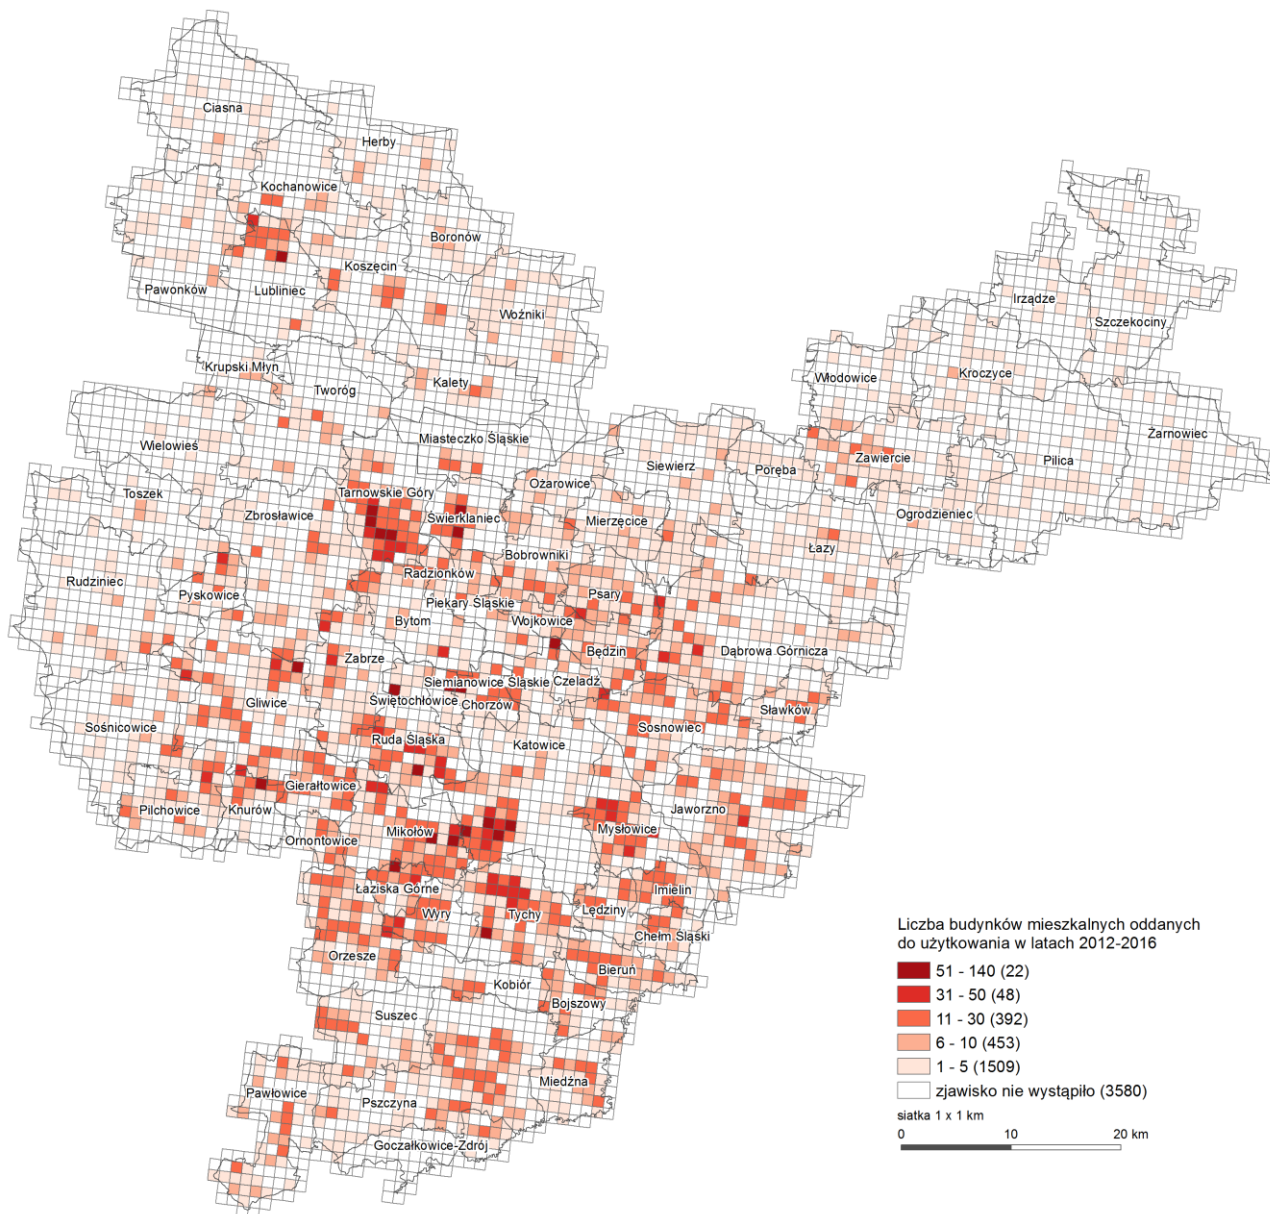 Ciasna
Herby
Kochanowice
Boronów
Koszęcin
Pawonków
Lubliniec
Woźniki
Irządze
Szczekociny
Krupski Młyn
Tworóg
Kalety
Włodowice
Kroczyce
Wielowieś
Miasteczko Śląskie
Siewierz
Poręba
Zawiercie
Pilica
Żarnowiec
Toszek
Tarnowskie Góry
Ożarowice
Zbrosławice
Świerklaniec
Mierzęcice
Ogrodzieniec
Bobrowniki
Łazy
Rudziniec
Pyskowice
Radzionków
Psary
Piekary Śląskie
Bytom
Wojkowice
Będzin
Dąbrowa Górnicza
Zabrze
Siemianowice Śląskie
Czeladź
Gliwice
Świętochłowice
Chorzów
Sławków
Sośnicowice
Sosnowiec
Ruda Śląska
Katowice
Gierałtowice
Pilchowice
Knurów
Jaworzno
Ornontowice
Mikołów
Mysłowice
Łaziska Górne
Imielin
Wyry
Tychy
Lędziny
Chełm Śląski
Orzesze
Bieruń
Kobiór
Bojszowy
Suszec
Miedźna
Pawłowice
Pszczyna
Goczałkowice-Zdrój
Liczba budynków mieszkalnych oddanych
do użytkowania w latach 2012-2016
51 - 140 (22)
31 - 50 (48)
11 - 30 (392)
6 - 10 (453)
1 - 5 (1509)
zjawisko nie wystąpiło (3580)
siatka 1 x 1 km
0 10 20 km